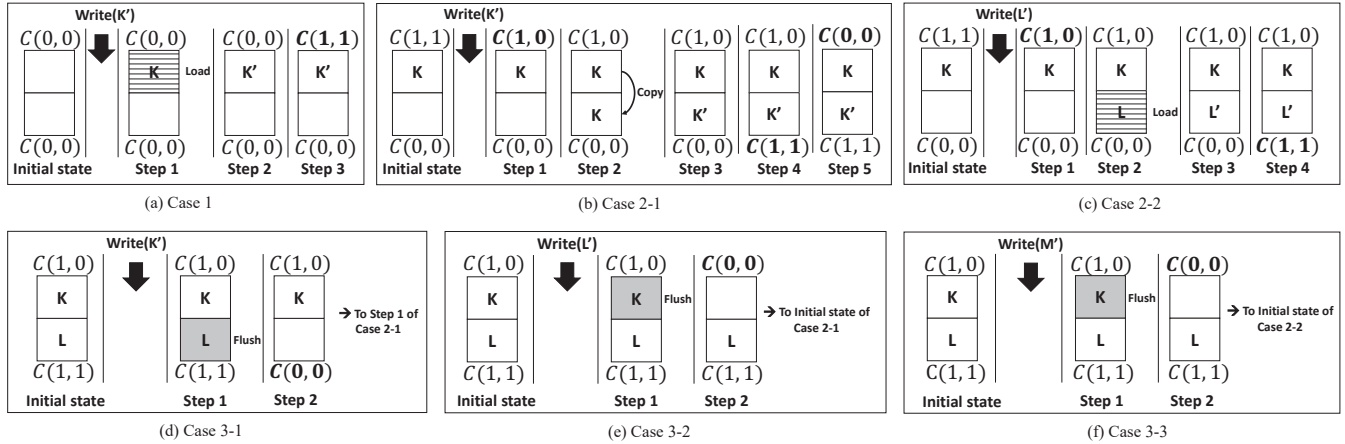 Write(K’)
C(0, 0) C(0, 0) C(0, 0) C(1, 1)
K Load K’ K’
C(0, 0) C(0, 0) C(0, 0) C(0, 0)
Initial state Step 1 Step 2 Step 3
(a) Case 1
Write(K’)
C(1, 1) C(1, 0) C(1, 0) C(1, 0) C(1, 0) C(0, 0)
K K K K K K
Copy
K K’ K’ K’
C(0, 0) C(0, 0) C(0, 0) C(0, 0) C(1, 1) C(1, 1)
Initial state Step 1 Step 2 Step 3 Step 4 Step 5
(b) Case 2-1
Write(L’)
C(1, 1) C(1, 0) C(1, 0) C(1, 0) C(1, 0)
K K K K K
L Load L’ L’
C(0, 0) C(0, 0) C(0, 0) C(0, 0) C(1, 1)
Initial state Step 1 Step 2 Step 3 Step 4
(c) Case 2-2
Write(K’)
C(1, 0) C(1, 0) C(1, 0)
K K K
→ To Step 1 of
Case 2-1
L L Flush
C(1, 1) C(1, 1) C(0, 0)
Initial state Step 1 Step 2
(d) Case 3-1
Write(L’)
C(1, 0) C(1, 0) C(0, 0)
K K Flush
→ To Initial state of
Case 2-1
L L L
C(1, 1) C(1, 1) C(1, 1)
Initial state Step 1 Step 2
(e) Case 3-2
Write(M’)
C(1, 0) C(1, 0) C(0, 0)
K K Flush
→ To Initial state of
Case 2-2
L L L
C(1, 1) C(1, 1) C(1, 1)
Initial state Step 1 Step 2
(f) Case 3-3